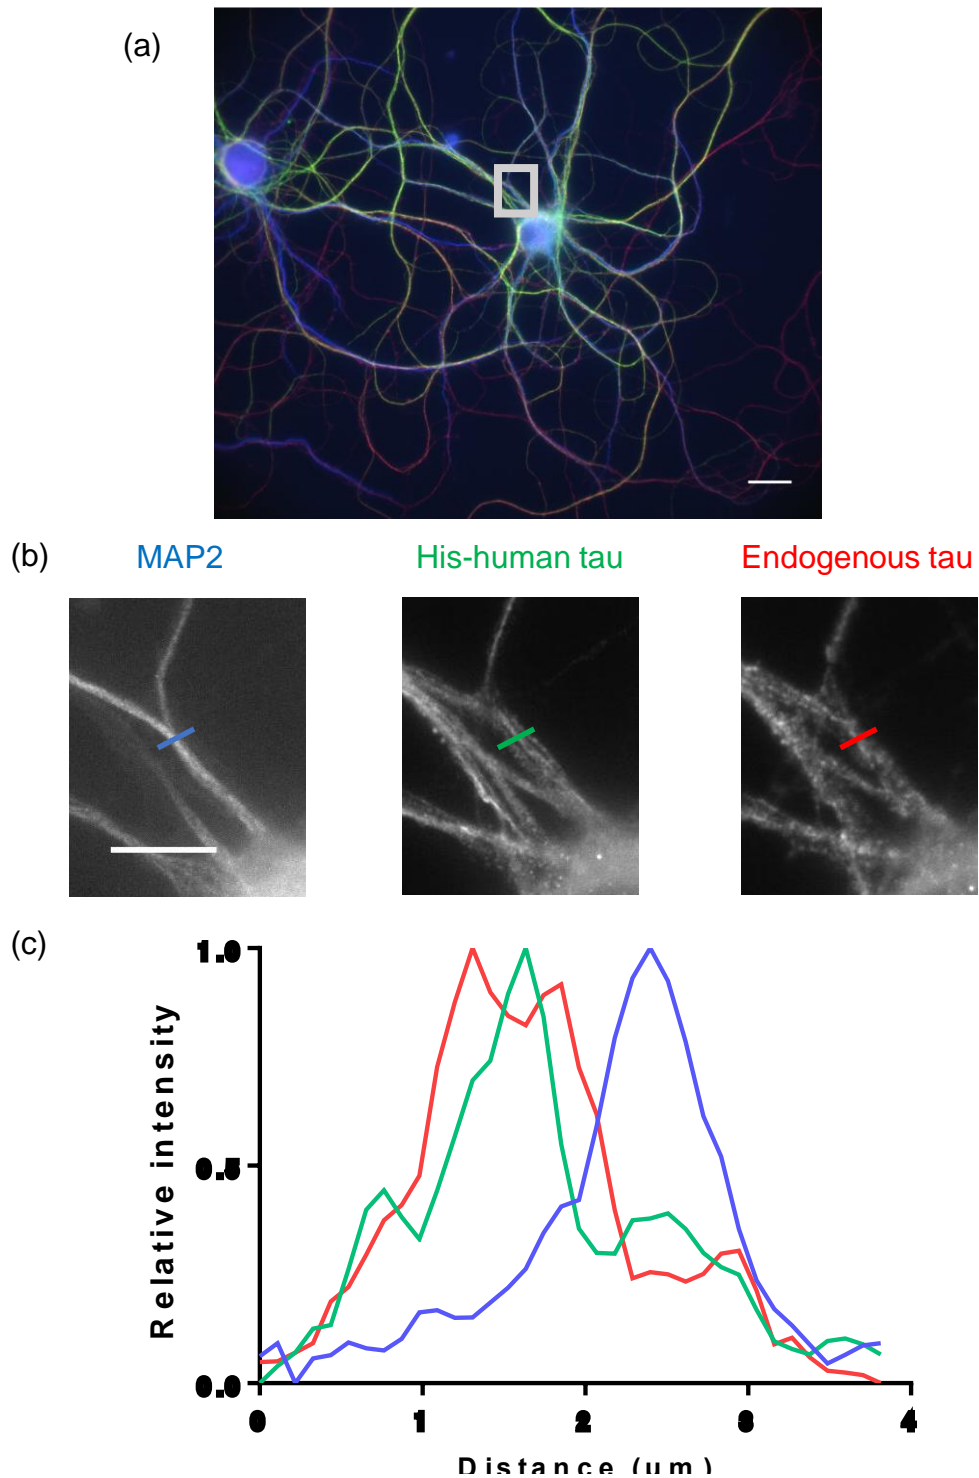 (a)
(b) MAP2 His-human tau Endogenous tau
(c)
1.0
0.5
0.0
Relative intensity
0 1 2 3 4
Distance (um)